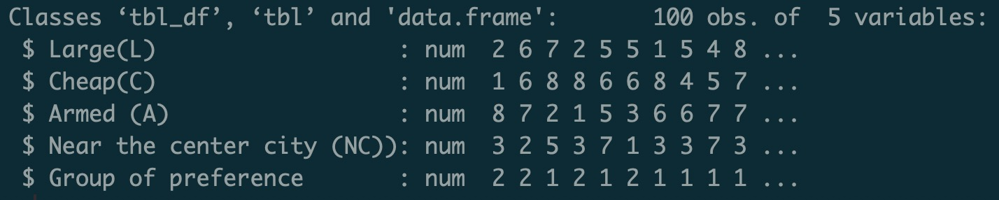 Classes ‘tbl_df’, ‘tbl’ and 'data.frame':	100 obs. of  5 variables:
 $ Large(L)                  : num  2 6 7 2 5 5 1 5 4 8 ...
 $ Cheap(C)                  : num  1 6 8 8 6 6 8 4 5 7 ...
 $ Armed (A)                 : num  8 7 2 1 5 3 6 6 7 7 ...
 $ Near the center city (NC)): num  3 2 5 3 7 1 3 3 7 3 ...
 $ Group of preference       : num  2 2 1 2 1 2 1 1 1 1 ...